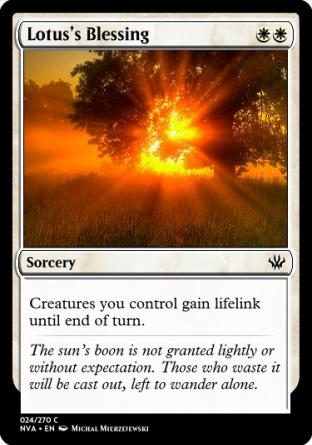 Lotus's Blessing
Sorcery
Creatures you control gain lifelink
until end of turn.
The sun's boon is not granted lightly or
without expectation. Those who waste it
will be cast out, left to wander alone.
024/270 C
NVA • EN Michal Mierzejewski